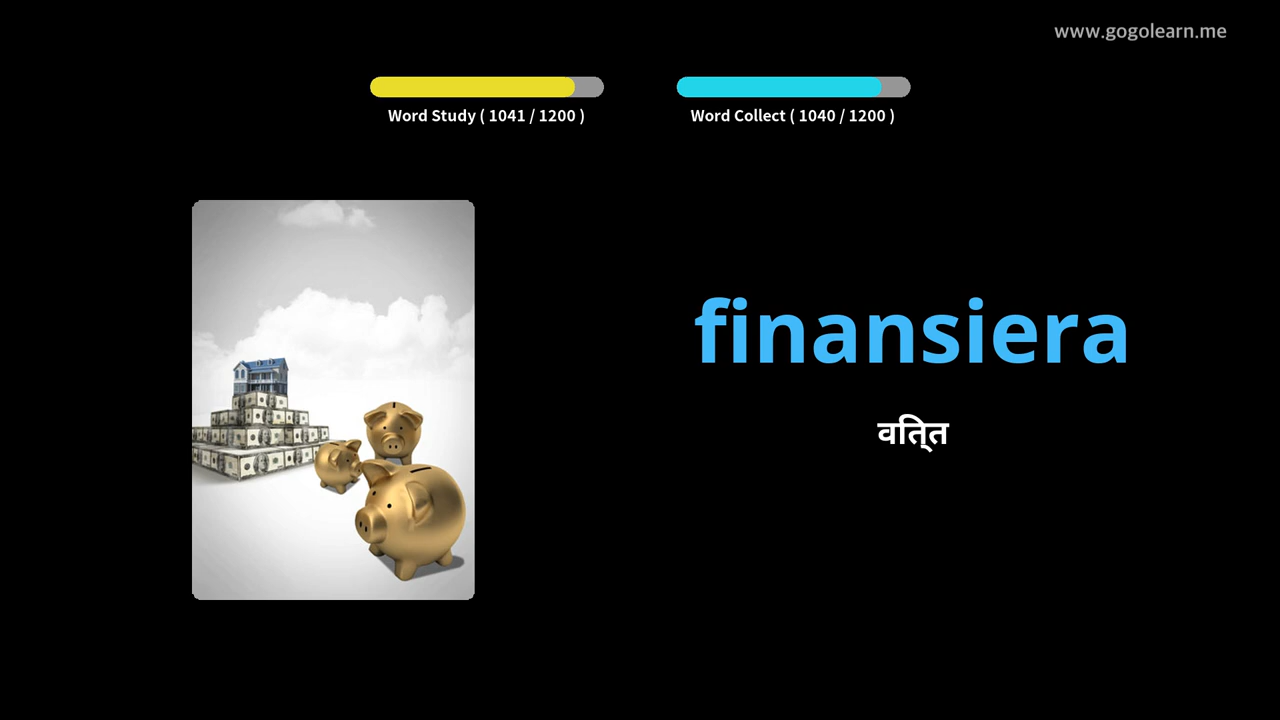 www.gogolearn.me
Word Study ( 1041 / 1200 )
Word Collect ( 1040 / 1200 )
finansiera
वित्त